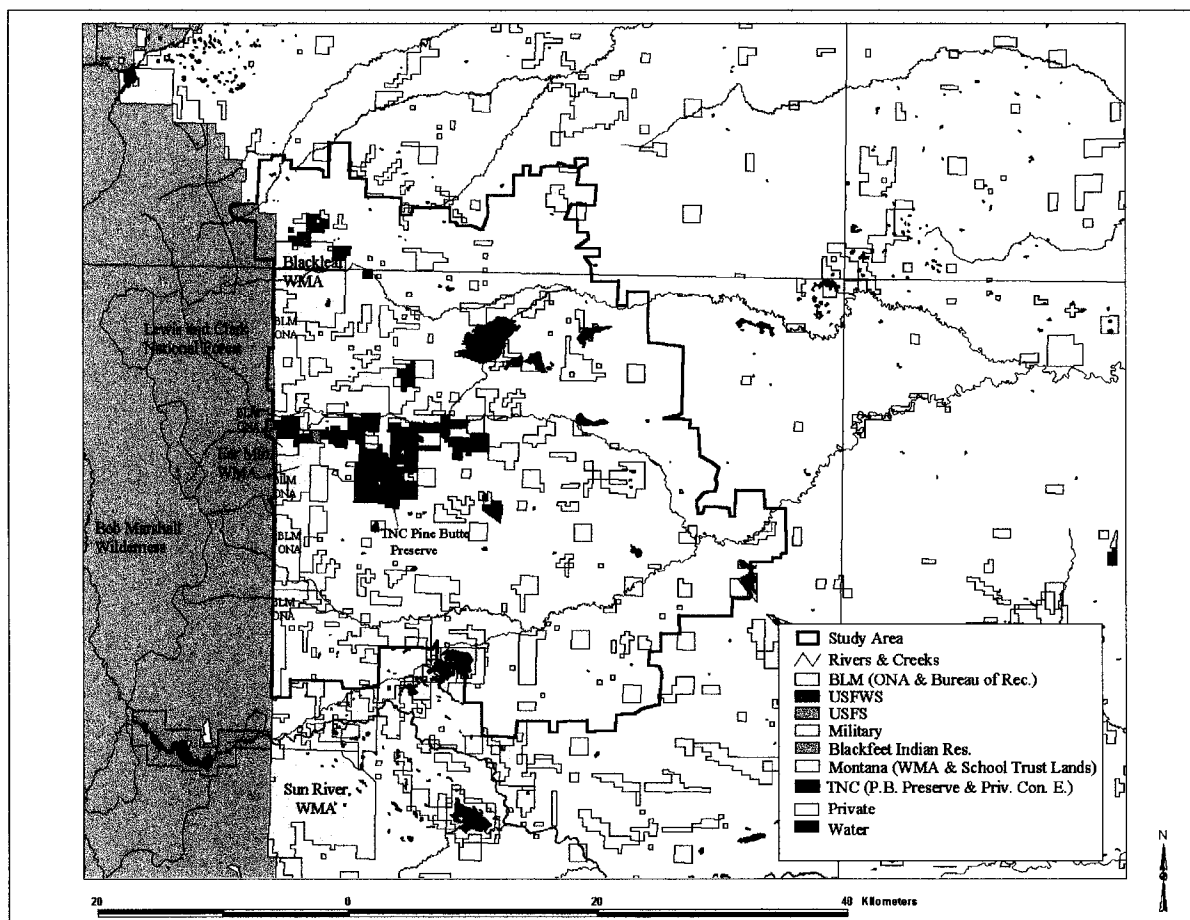 Blackleaf
WMA
BLM
ONA
Lewis and Clark
National Forest
BLM
ONA
Ear Mtn
WMA
BLM
ONA
Bob Marshall
Wilderness
TNC Pine Butte
Preserve
BLM
ONA
BLM
ONA
Sun River
WMA
Study Area
Rivers & Creeks
BLM (ONA & Bureau of Rec.)
USFWS
USFS
Military
Blackfeet Indian Res.
Montana (WMA & School Trust Lands)
TNC (P.B. Preserve & Priv. Con. E.)
Private
Water
N
20 0 20 40 Kilometers